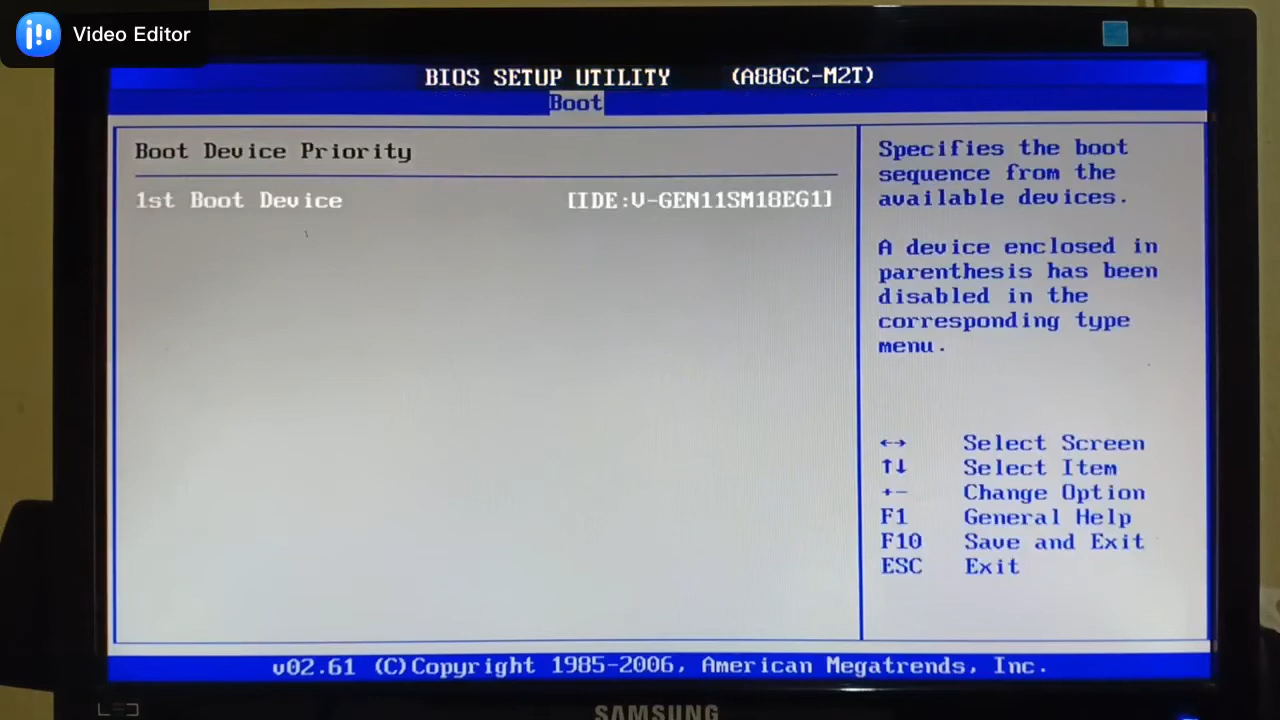 Video Editor
BIOS SETUP UTILITY (A88GC-M2T)
Boot
Boot Device Priority
1st Boot Device [IDE:V-GEN11SM18EG1]
Specifies the boot
sequence from the
available devices.
A device enclosed in
parenthesis has been
disabled in the
corresponding type
menu.
↔ Select Screen
↑↓ Select Item
+- Change Option
F1 General Help
F10 Save and Exit
ESC Exit
v02.61 (C)Copyright 1985-2006, American Megatrends, Inc.
SAMSUNG